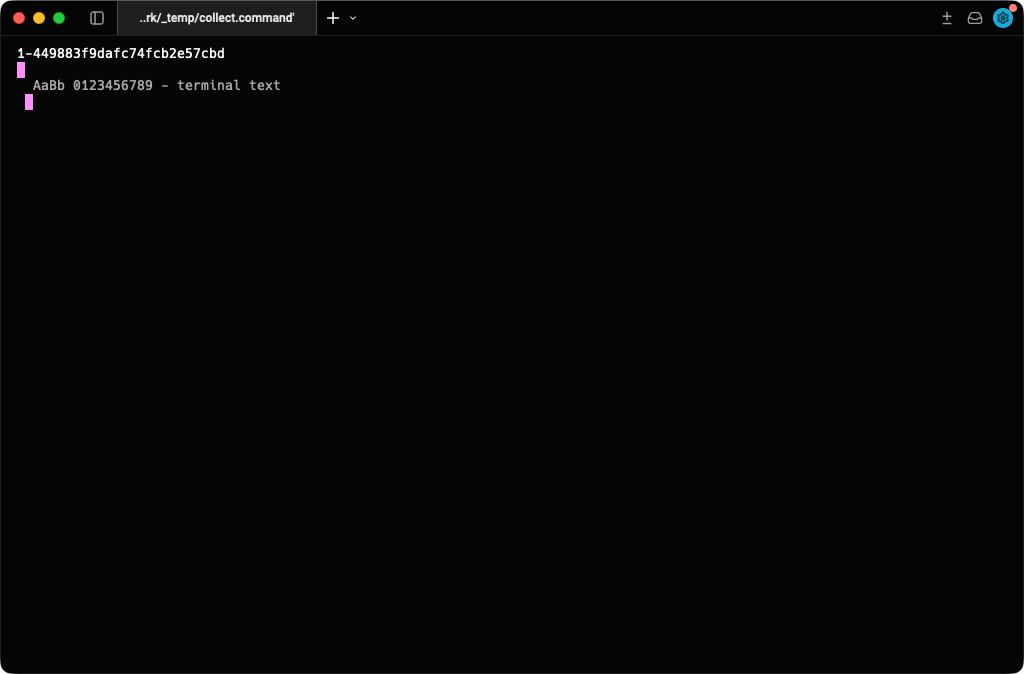 ..rk/_temp/collect.command'
1-449883f9dafc74fcb2e57cbd
AaBb 0123456789 - terminal text